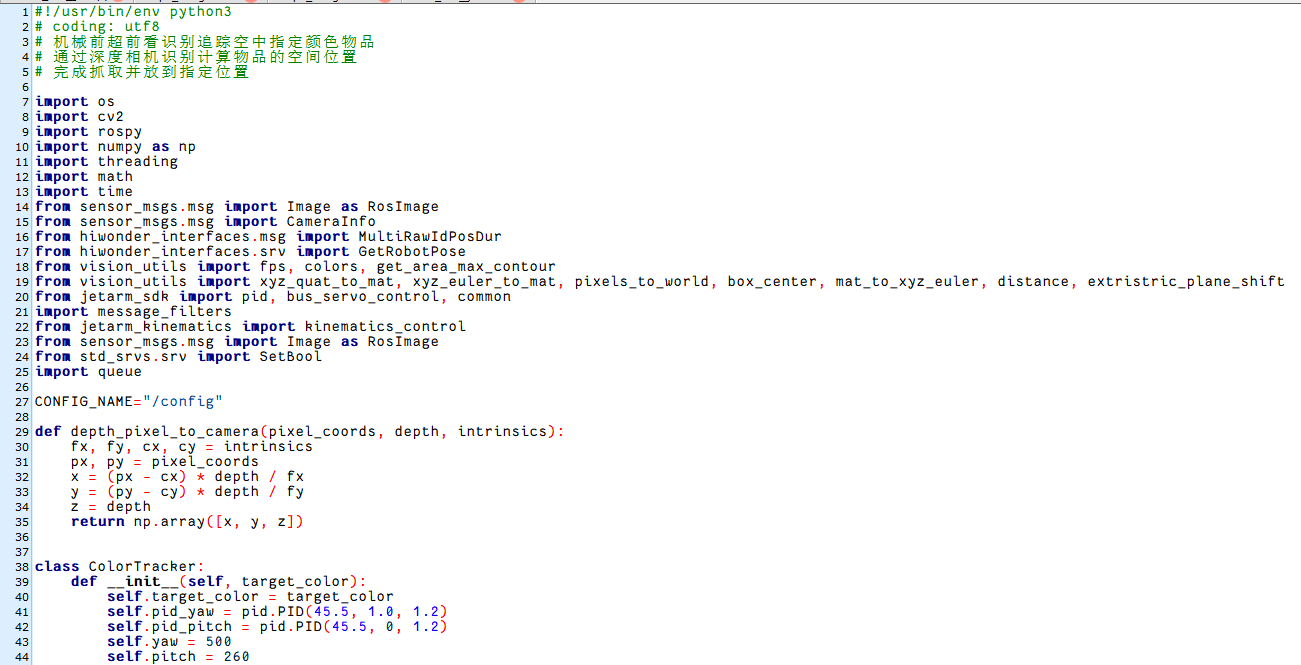 1 #!/usr/bin/env python3
2 # coding: utf8
3 # 机械前超前看识别追踪空中指定颜色物品
4 # 通过深度相机识别计算物品的空间位置
5 # 完成抓取并放到指定位置
6
7 import os
8 import cv2
9 import rospy
10 import numpy as np
11 import threading
12 import math
13 import time
14 from sensor_msgs.msg import Image as RosImage
15 from sensor_msgs.msg import CameraInfo
16 from hiwonder_interfaces.msg import MultiRawIdPosDur
17 from hiwonder_interfaces.srv import GetRobotPose
18 from vision_utils import fps, colors, get_area_max_contour
19 from vision_utils import xyz_quat_to_mat, xyz_euler_to_mat, pixels_to_world, box_center, mat_to_xyz_euler, distance, extristric_plane_shift
20 from jetarm_sdk import pid, bus_servo_control, common
21 import message_filters
22 from jetarm_kinematics import kinematics_control
23 from sensor_msgs.msg import Image as RosImage
24 from std_srvs.srv import SetBool
25 import queue
26
27 CONFIG_NAME="/config"
28
29 def depth_pixel_to_camera(pixel_coords, depth, intrinsics):
30     fx, fy, cx, cy = intrinsics
31     px, py = pixel_coords
32     x = (px - cx) * depth / fx
33     y = (py - cy) * depth / fy
34     z = depth
35     return np.array([x, y, z])
36
37
38 class ColorTracker:
39     def __init__(self, target_color):
40         self.target_color = target_color
41         self.pid_yaw = pid.PID(45.5, 1.0, 1.2)
42         self.pid_pitch = pid.PID(45.5, 0, 1.2)
43         self.yaw = 500
44         self.pitch = 260